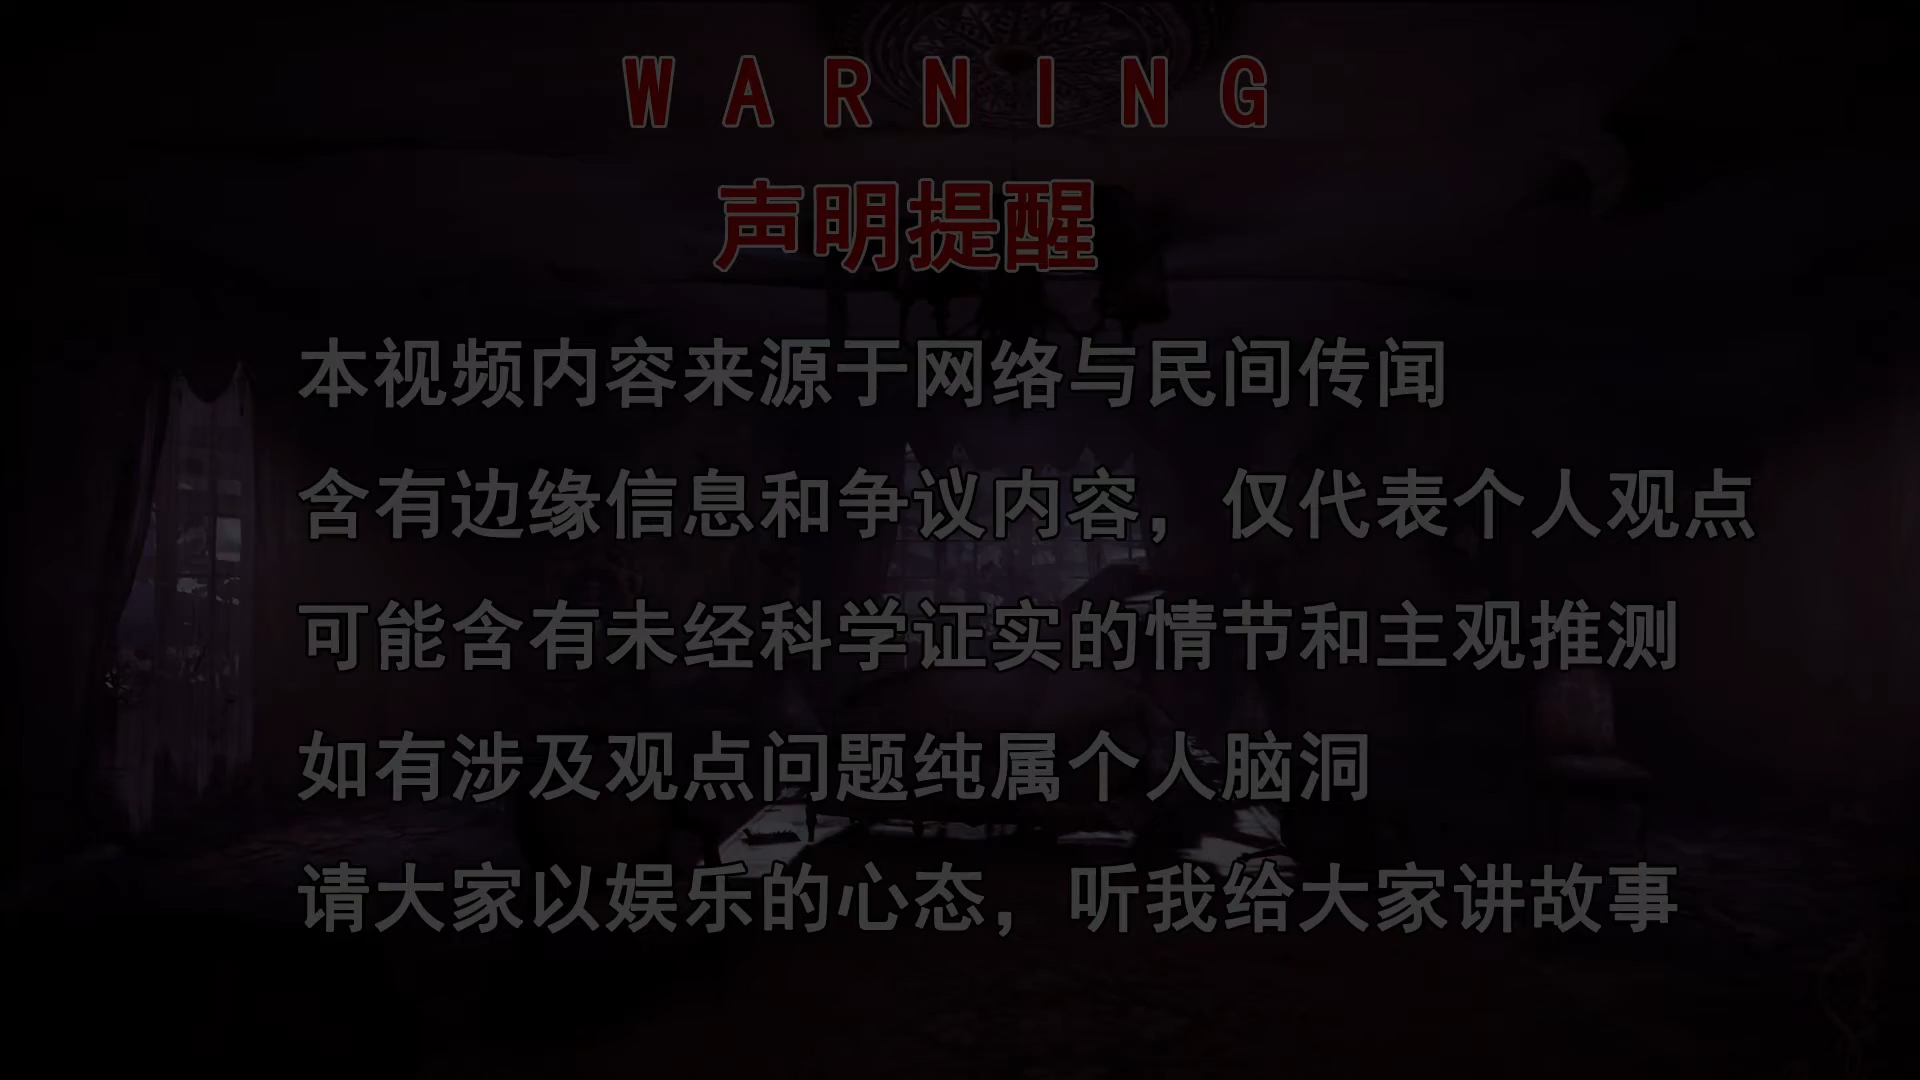 WARNING
声明提醒
本视频内容来源于网络与民间传闻
含有边缘信息和争议内容，仅代表个人观点
可能含有未经科学证实的情节和主观推测
如有涉及观点问题纯属个人脑洞
请大家以娱乐的心态，听我给大家讲故事